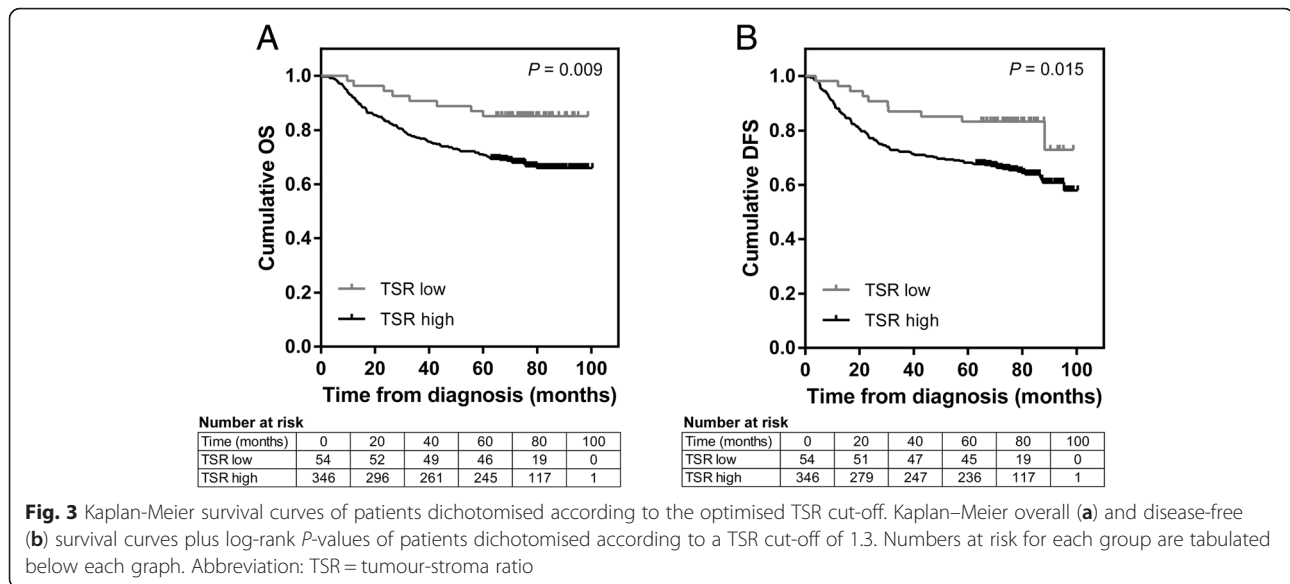 A
P = 0.009
1.0
0.8
0.6
0.4
0.2
0.0
Cumulative OS
TSR low
TSR high
0 20 40 60 80 100
Time from diagnosis (months)
Number at risk
Time (months) 0 20 40 60 80 100
TSR low 54 52 49 46 19 0
TSR high 346 296 261 245 117 1
B
P = 0.015
1.0
0.8
0.6
0.4
0.2
0.0
Cumulative DFS
TSR low
TSR high
0 20 40 60 80 100
Time from diagnosis (months)
Number at risk
Time (months) 0 20 40 60 80 100
TSR low 54 51 47 45 19 0
TSR high 346 279 247 236 117 1
Fig. 3 Kaplan-Meier survival curves of patients dichotomised according to the optimised TSR cut-off. Kaplan–Meier overall (a) and disease-free
(b) survival curves plus log-rank P-values of patients dichotomised according to a TSR cut-off of 1.3. Numbers at risk for each group are tabulated
below each graph. Abbreviation: TSR = tumour-stroma ratio